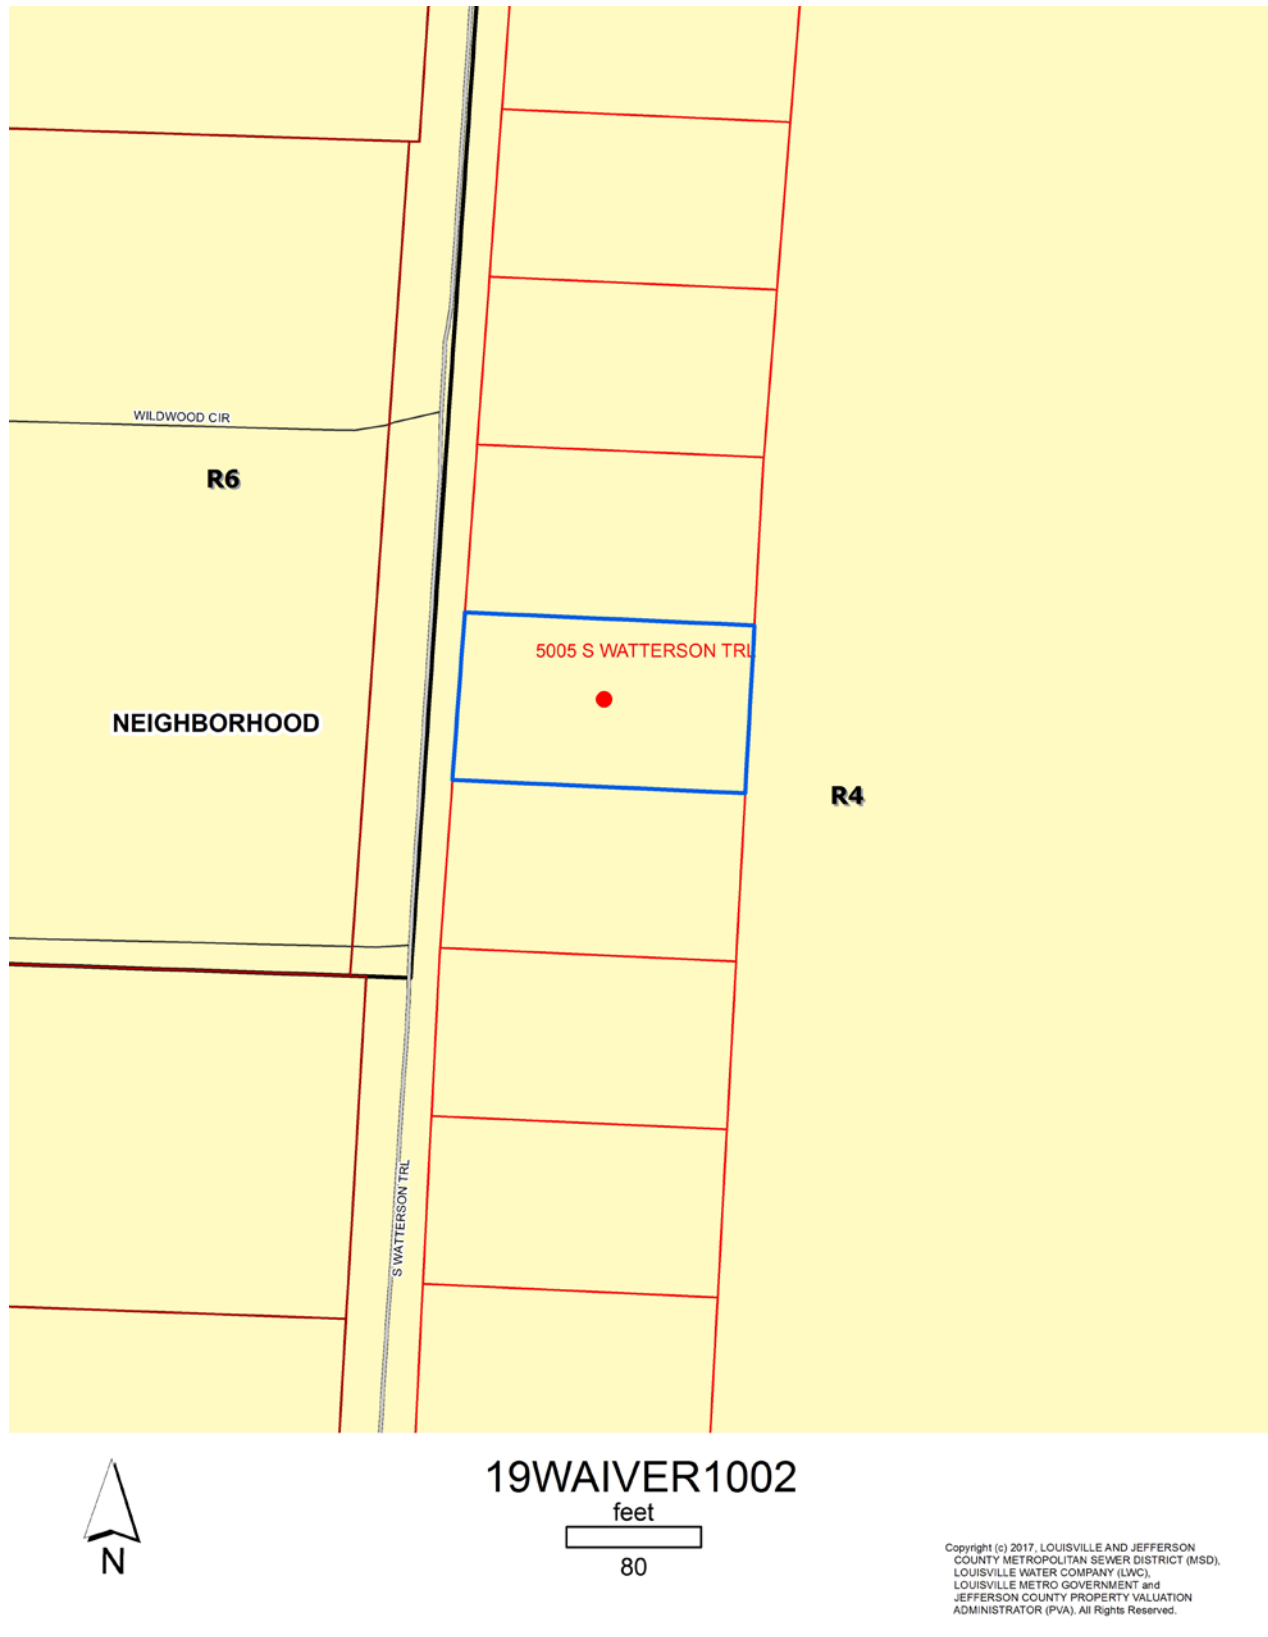 WILDWOOD CIR
R6
5005 S WATTERSON TRL
NEIGHBORHOOD
R4
S WATTERSON TRL
N
19WAIVER1002
feet
80
Copyright (c) 2017, LOUISVILLE AND JEFFERSON
COUNTY METROPOLITAN SEWER DISTRICT (MSD),
LOUISVILLE WATER COMPANY (LWC),
LOUISVILLE METRO GOVERNMENT and
JEFFERSON COUNTY PROPERTY VALUATION
ADMINISTRATOR (PVA). All Rights Reserved.